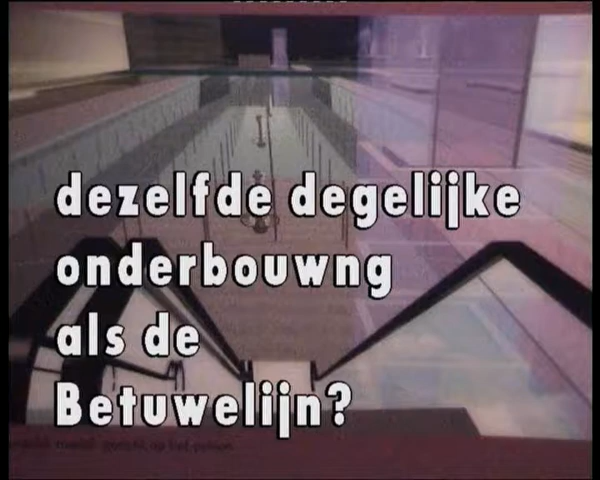 dezelfde degelijke
onderbouwng
als de
Betuwelijn?